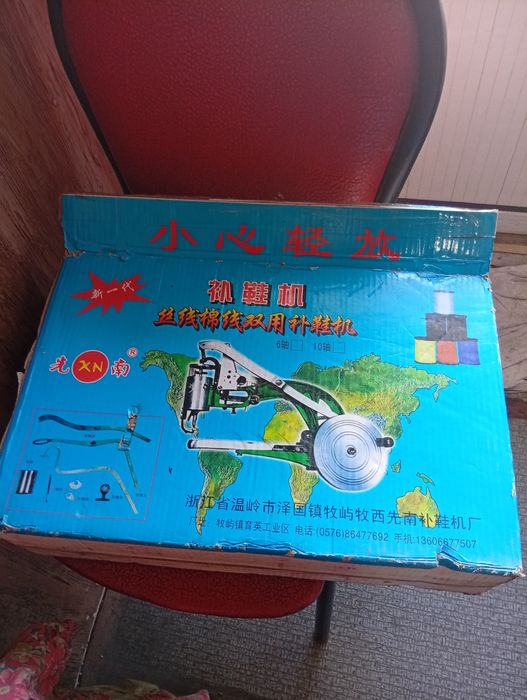 小心轻放
新一代
补鞋机
丝线棉线双用补鞋机
6轴 10轴
先 XN 南 ®
浙江省温岭市泽国镇牧屿牧西先南补鞋机厂
厂址：牧屿镇育英工业区 电话:(0576)86477692 手机:13606677507